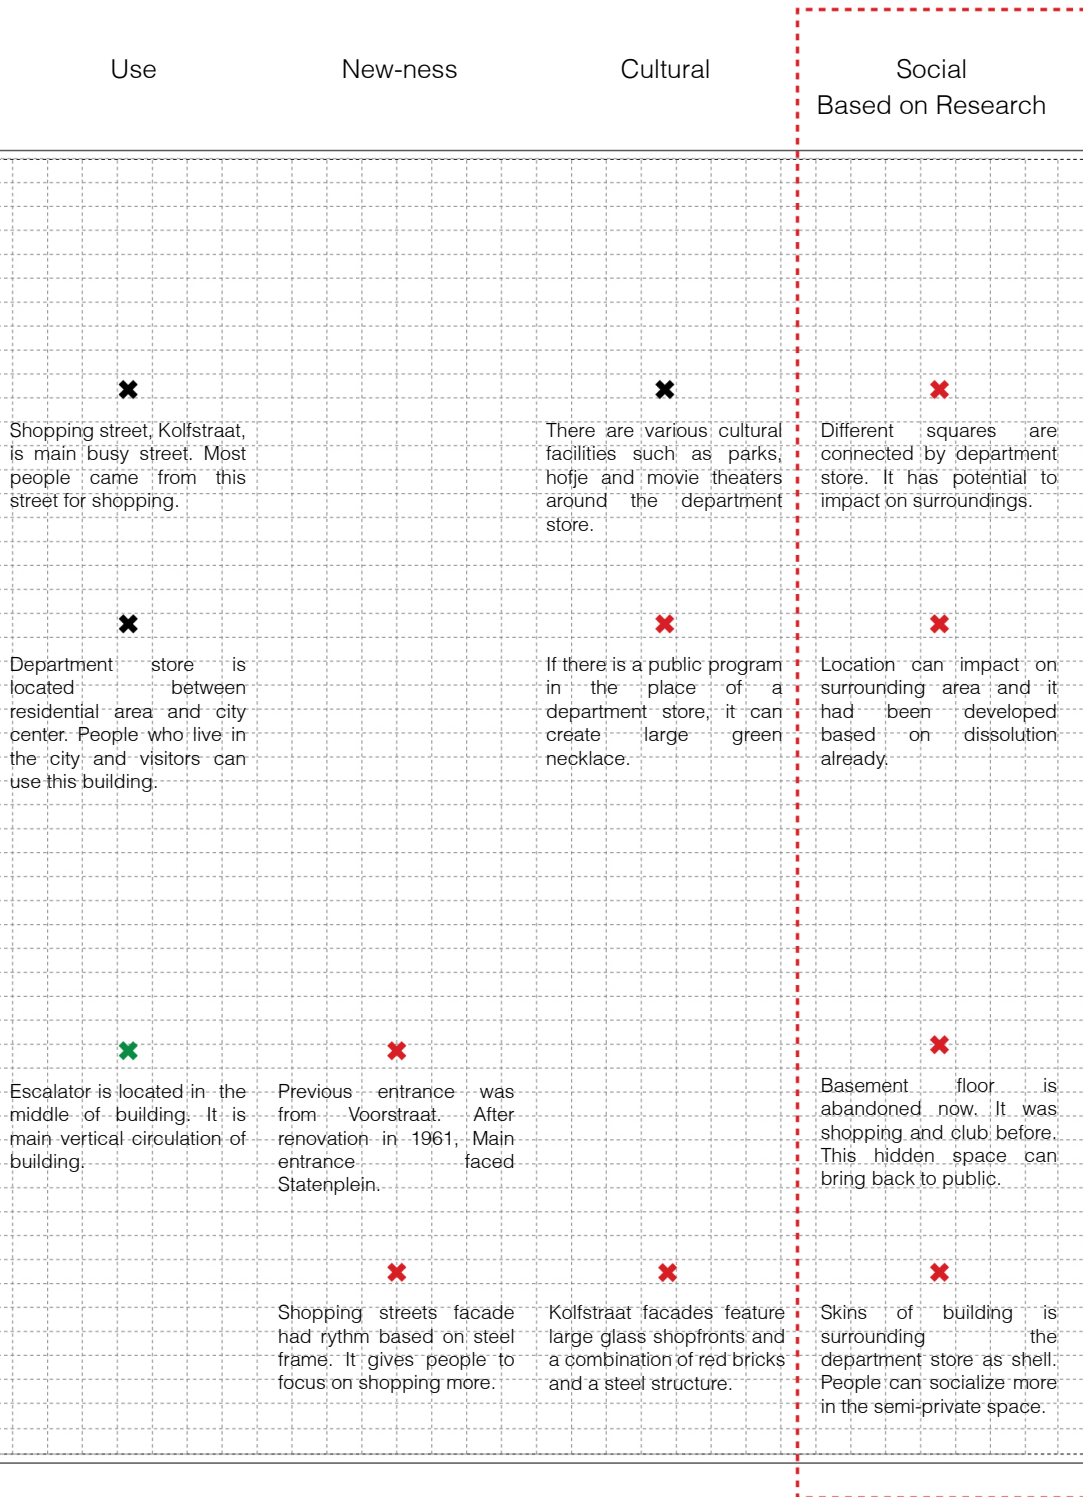 Use
New-ness
Cultural
Social
Based on Research
Shopping street, Kolfstraat,
is main busy street. Most
people came from this
street for shopping.
There are various cultural
facilities such as parks,
hofje and movie theaters
around the department
store.
Different squares are
connected by department
store. It has potential to
impact on surroundings.
Department store is
located between
residential area and city
center. People who live in
the city and visitors can
use this building.
If there is a public program
in the place of a
department store, it can
create large green
necklace.
Location can impact on
surrounding area and it
had been developed
based on dissolution
already.
Escalator is located in the
middle of building. It is
main vertical circulation of
building.
Previous entrance was
from Voorstraat. After
renovation in 1961, Main
entrance faced
Statenplein.
Basement floor is
abandoned now. It was
shopping and club before.
This hidden space can
bring back to public.
Shopping streets facade
had rythm based on steel
frame. It gives people to
focus on shopping more.
Kolfstraat facades feature
large glass shopfronts and
a combination of red bricks
and a steel structure.
Skins of building is
surrounding the
department store as shell.
People can socialize more
in the semi-private space.